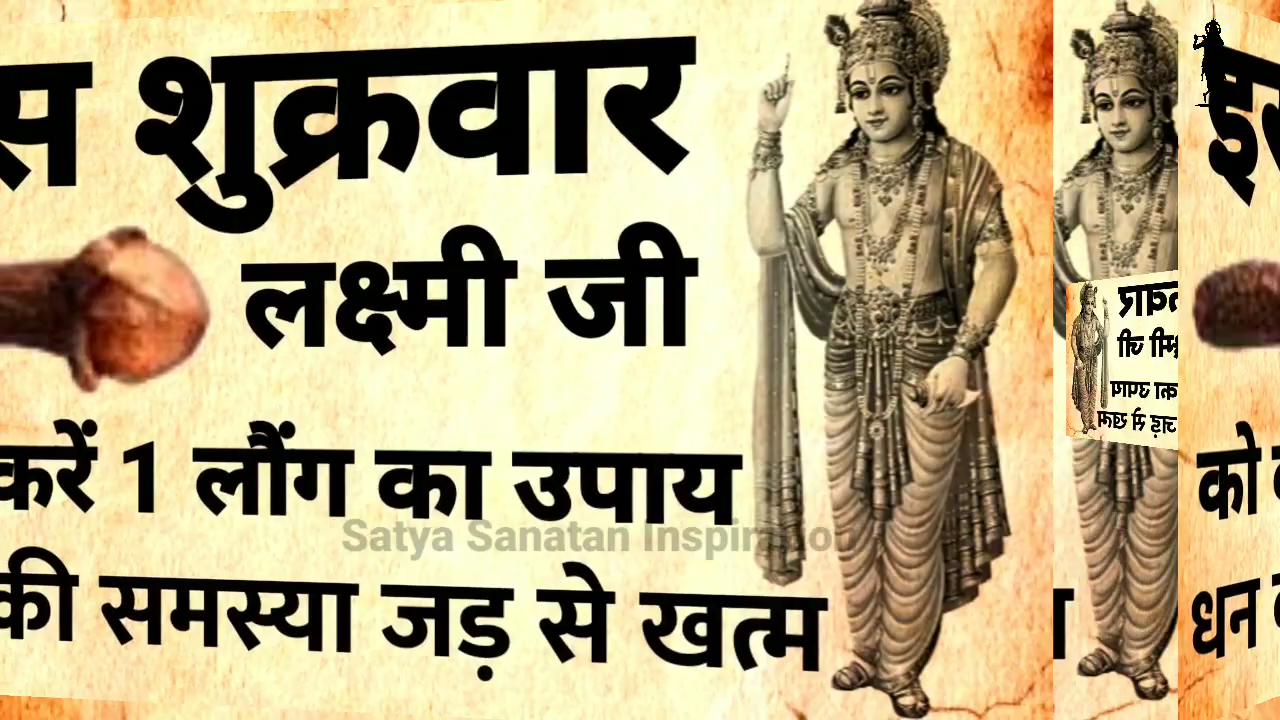 स शुक्रवार
लक्ष्मी जी
करें 1 लौंग का उपाय
Satya Sanatan Inspiration
की समस्या जड़ से खत्म
को
धन